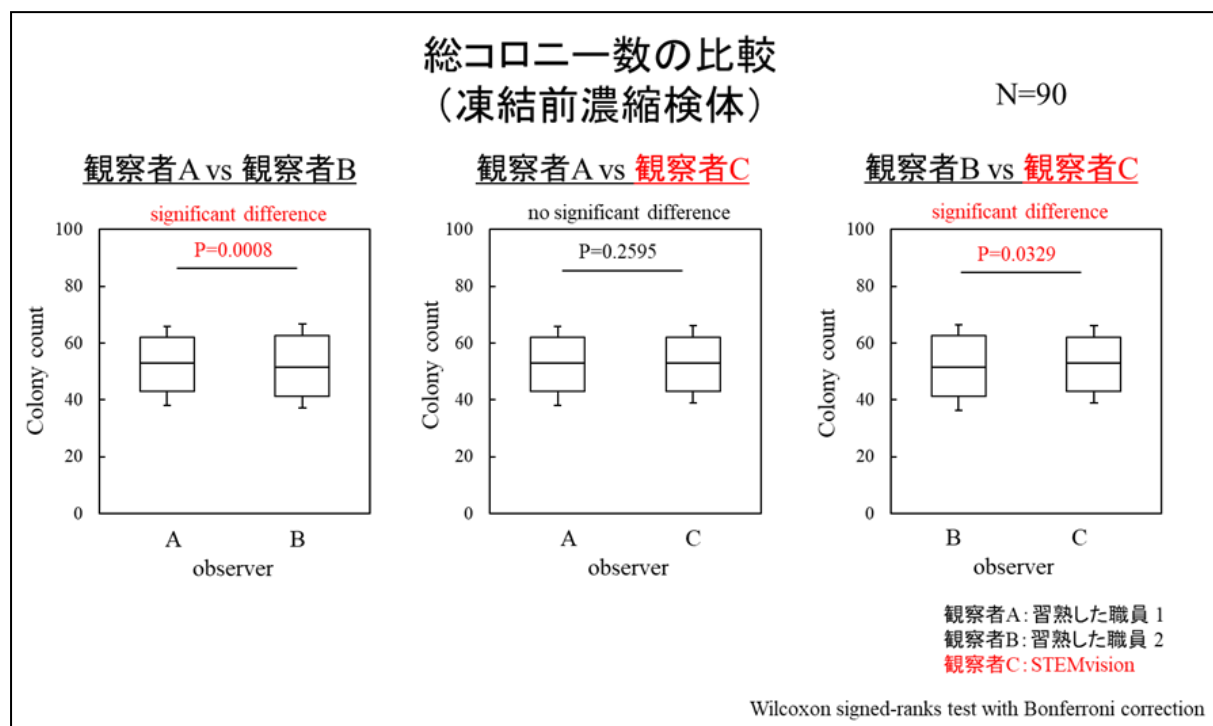 総コロニー数の比較
（凍結前濃縮検体）
N=90
観察者A vs 観察者B
significant difference
P=0.0008
100
80
60
40
20
0
Colony count
A B
observer
観察者A vs 観察者C
no significant difference
P=0.2595
100
80
60
40
20
0
Colony count
A C
observer
観察者B vs 観察者C
significant difference
P=0.0329
100
80
60
40
20
0
Colony count
B C
observer
観察者A：習熟した職員 1
観察者B：習熟した職員 2
観察者C：STEMvision
Wilcoxon signed-ranks test with Bonferroni correction